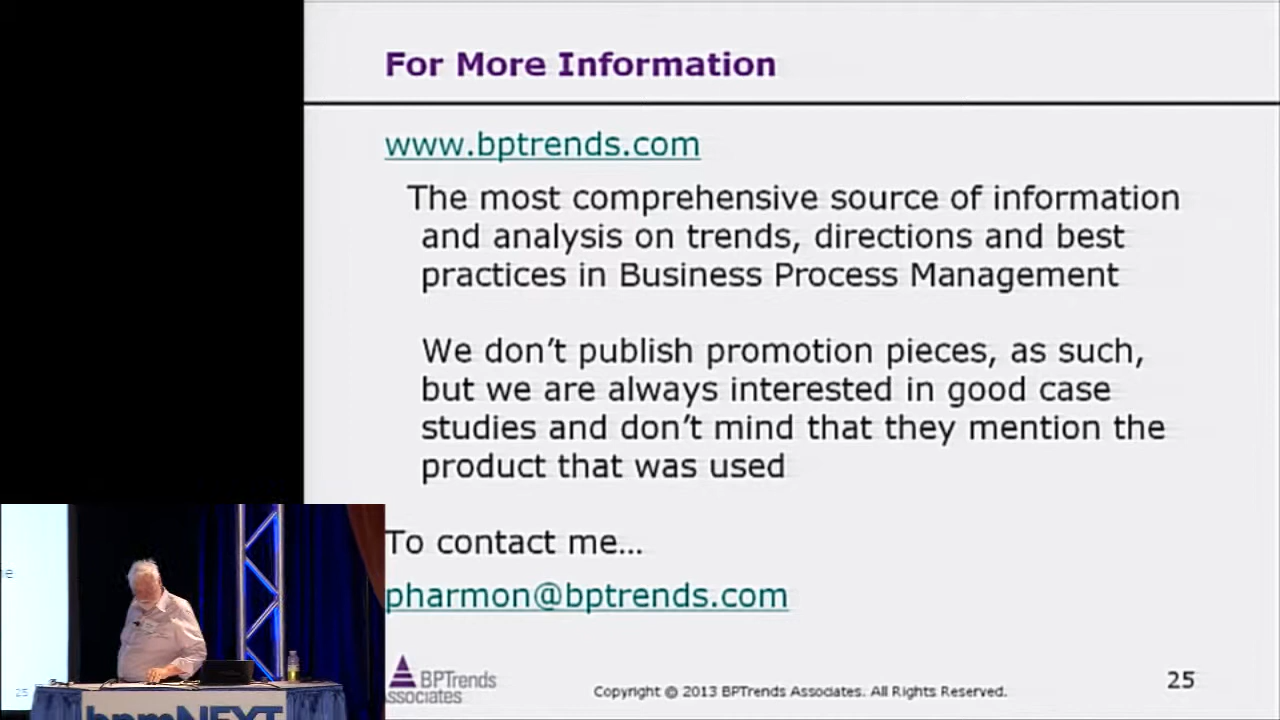 For More Information
www.bptrends.com
The most comprehensive source of information
and analysis on trends, directions and best
practices in Business Process Management
We don't publish promotion pieces, as such,
but we are always interested in good case
studies and don't mind that they mention the
product that was used
To contact me...
pharmon@bptrends.com
BPTrends
ssociates
Copyright © 2013 BPTrends Associates. All Rights Reserved.
25
e
25
bpmNEXT